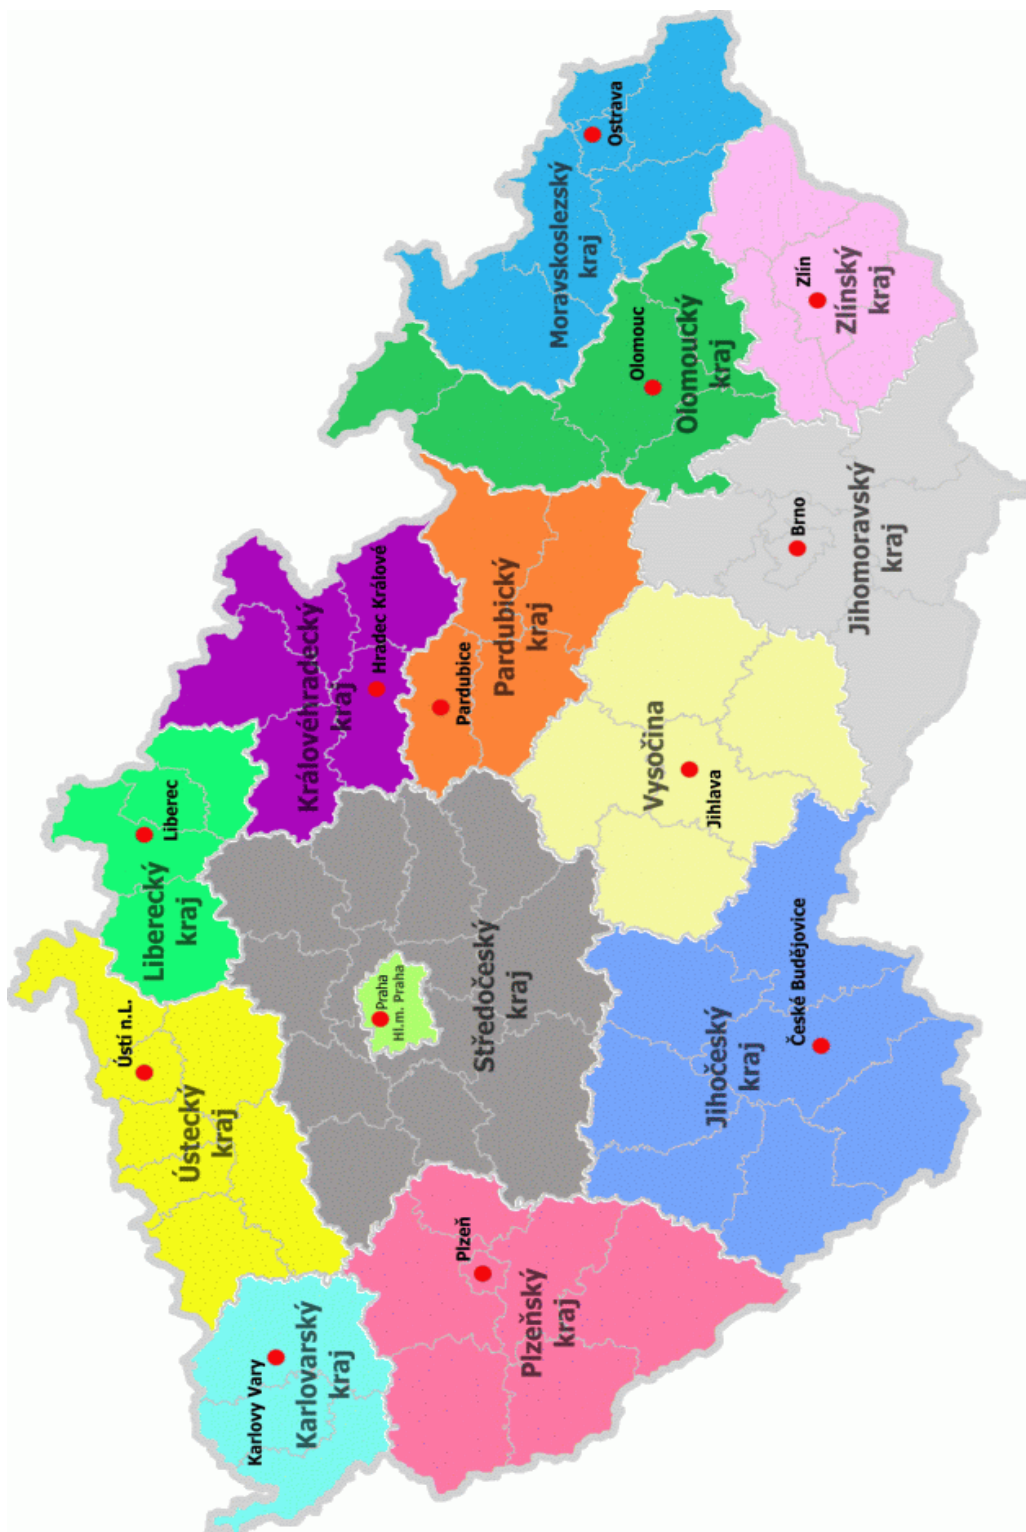 Karlovy Vary
Karlovarský
kraj
Ústí n.L.
Ústecký
kraj
Liberec
Liberecký
kraj
Královéhradecký
kraj
Hradec Králové
Plzeň
Plzeňský
kraj
Praha
Hl.m. Praha
Středočeský
kraj
Pardubice
Pardubický
kraj
Moravskoslezský
kraj
Ostrava
Olomouc
Olomoucký
kraj
Vysočina
Jihlava
Jihočeský
kraj
České Budějovice
Brno
Jihomoravský
kraj
Zlín
Zlínský
kraj